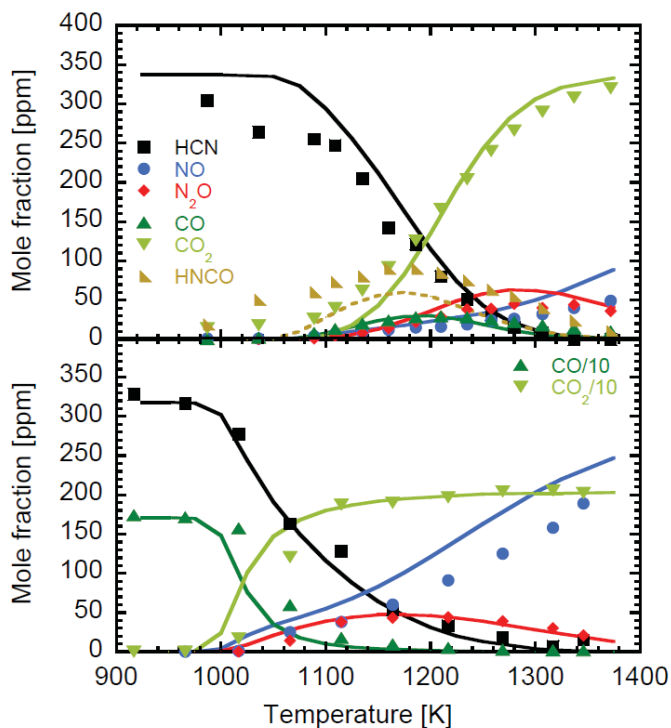 400
350
300
250
200
150
100
50
0
Mole fraction [ppm]
HCN
NO
N₂O
CO
CO₂
HNCO
350
300
250
200
150
100
50
0
Mole fraction [ppm]
CO/10
CO₂/10
900 1000 1100 1200 1300 1400
Temperature [K]